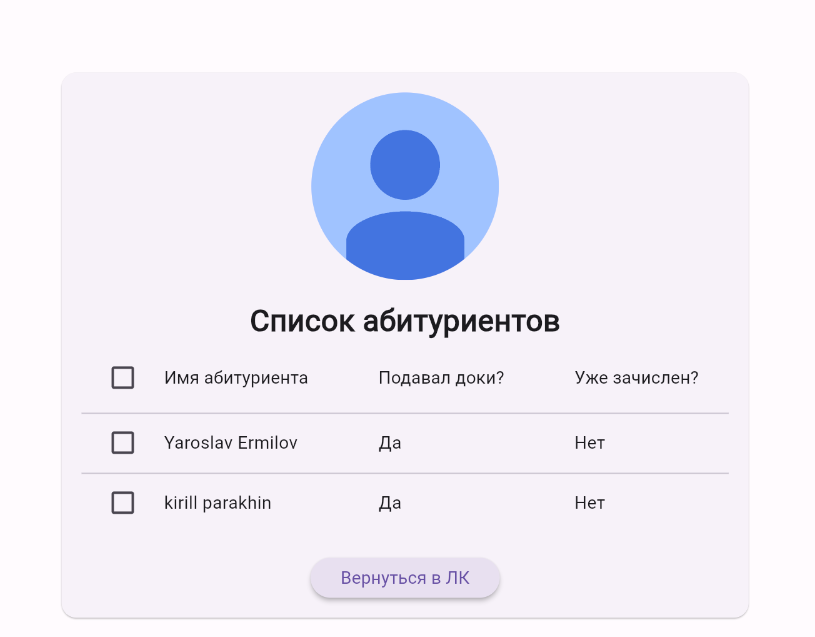 Список абитуриентов
Имя абитуриента Подавал доки? Уже зачислен?
Yaroslav Ermilov Да Нет
kirill parakhin Да Нет
Вернуться в ЛК